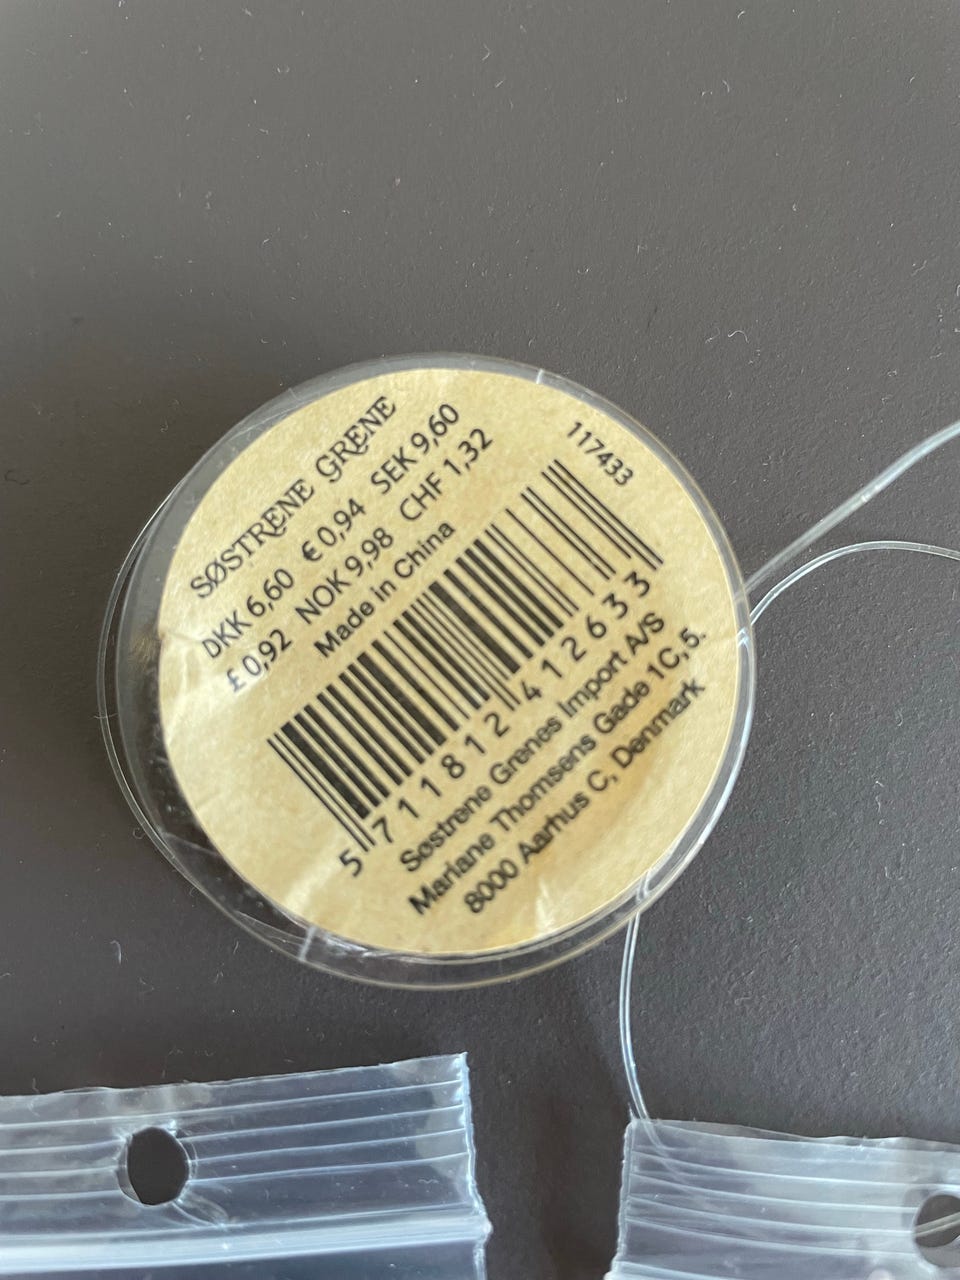 SØSTRENE GRENE
DKK 6,60 € 0,94 SEK 9,60
£ 0,92 NOK 9,98 CHF 1,32
Made in China
117433
5 711812 412633
Søstrene Grenes Import A/S
Mariane Thomsens Gade 1C,5.
8000 Aarhus C, Denmark